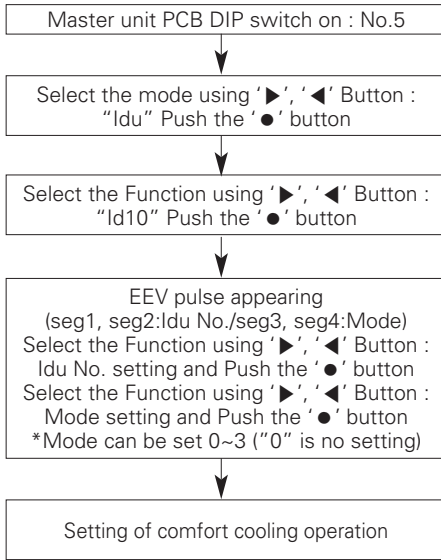 Master unit PCB DIP switch on : No.5
Select the mode using ‘▶’, ‘◀’ Button :
“Idu” Push the ‘●’ button
Select the Function using ‘▶’, ‘◀’ Button :
“Id10” Push the ‘●’ button
EEV pulse appearing
(seg1, seg2:Idu No./seg3, seg4:Mode)
Select the Function using ‘▶’, ‘◀’ Button :
Idu No. setting and Push the ‘●’ button
Select the Function using ‘▶’, ‘◀’ Button :
Mode setting and Push the ‘●’ button
*Mode can be set 0~3 ("0" is no setting)
Setting of comfort cooling operation